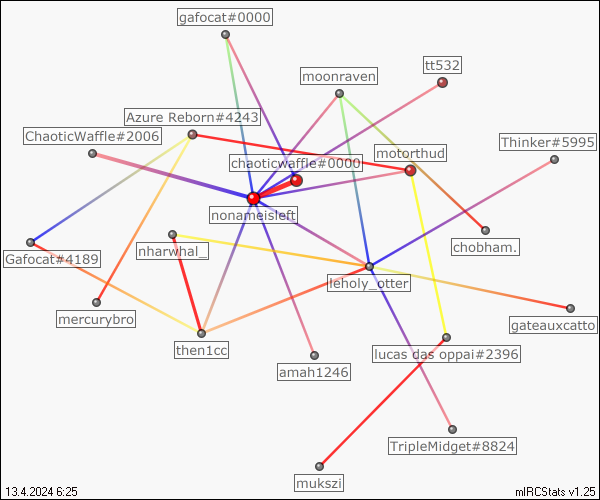 gafocat#0000
tt532
moonraven
Azure Reborn#4243
ChaoticWaffle#2006
Thinker#5995
chaoticwaffle#0000
motorthud
nonameisleft
chobham.
nharwhal_
Gafocat#4189
leholy_otter
mercurybro
gateauxcatto
then1cc
lucas das oppai#2396
amah1246
TripleMidget#8824
mukszi
13.4.2024 6:25
mIRCStats v1.25